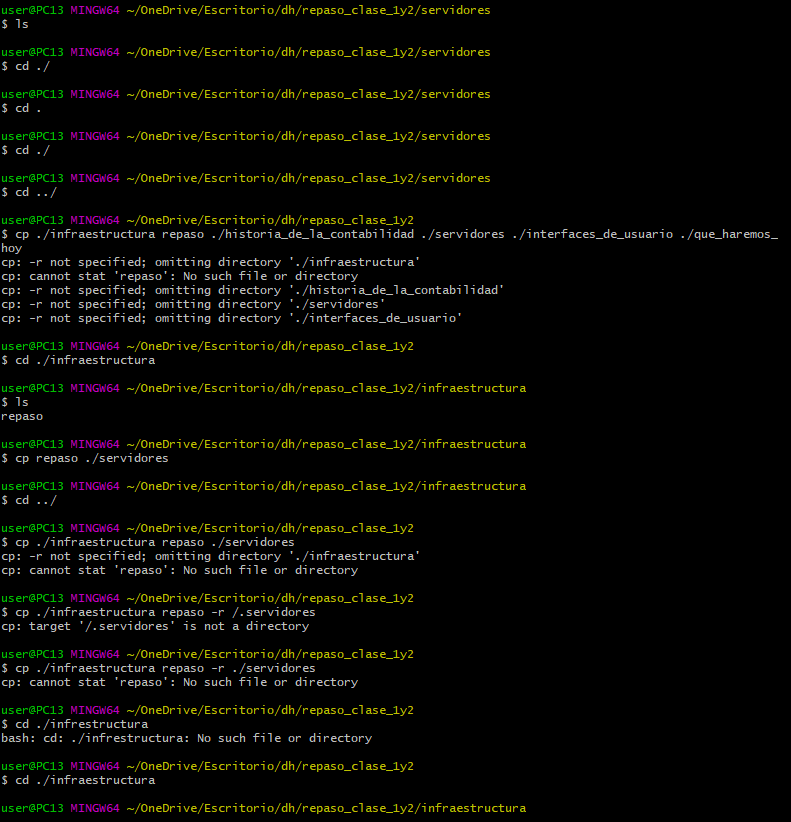 user@PC13 MINGW64 ~/OneDrive/Escritorio/dh/repaso_clase_1y2/servidores
$ ls
user@PC13 MINGW64 ~/OneDrive/Escritorio/dh/repaso_clase_1y2/servidores
$ cd ./
user@PC13 MINGW64 ~/OneDrive/Escritorio/dh/repaso_clase_1y2/servidores
$ cd .
user@PC13 MINGW64 ~/OneDrive/Escritorio/dh/repaso_clase_1y2/servidores
$ cd ./
user@PC13 MINGW64 ~/OneDrive/Escritorio/dh/repaso_clase_1y2/servidores
$ cd ../
user@PC13 MINGW64 ~/OneDrive/Escritorio/dh/repaso_clase_1y2
$ cp ./infraestructura repaso ./historia_de_la_contabilidad ./servidores ./interfaces_de_usuario ./que_haremos_
hoy
cp: -r not specified; omitting directory './infraestructura'
cp: cannot stat 'repaso': No such file or directory
cp: -r not specified; omitting directory './historia_de_la_contabilidad'
cp: -r not specified; omitting directory './servidores'
cp: -r not specified; omitting directory './interfaces_de_usuario'
user@PC13 MINGW64 ~/OneDrive/Escritorio/dh/repaso_clase_1y2
$ cd ./infraestructura
user@PC13 MINGW64 ~/OneDrive/Escritorio/dh/repaso_clase_1y2/infraestructura
$ ls
repaso
user@PC13 MINGW64 ~/OneDrive/Escritorio/dh/repaso_clase_1y2/infraestructura
$ cp repaso ./servidores
user@PC13 MINGW64 ~/OneDrive/Escritorio/dh/repaso_clase_1y2/infraestructura
$ cd ../
user@PC13 MINGW64 ~/OneDrive/Escritorio/dh/repaso_clase_1y2
$ cp ./infraestructura repaso ./servidores
cp: -r not specified; omitting directory './infraestructura'
cp: cannot stat 'repaso': No such file or directory
user@PC13 MINGW64 ~/OneDrive/Escritorio/dh/repaso_clase_1y2
$ cp ./infraestructura repaso -r /.servidores
cp: target '/.servidores' is not a directory
user@PC13 MINGW64 ~/OneDrive/Escritorio/dh/repaso_clase_1y2
$ cp ./infraestructura repaso -r ./servidores
cp: cannot stat 'repaso': No such file or directory
user@PC13 MINGW64 ~/OneDrive/Escritorio/dh/repaso_clase_1y2
$ cd ./infrestructura
bash: cd: ./infrestructura: No such file or directory
user@PC13 MINGW64 ~/OneDrive/Escritorio/dh/repaso_clase_1y2
$ cd ./infraestructura
user@PC13 MINGW64 ~/OneDrive/Escritorio/dh/repaso_clase_1y2/infraestructura